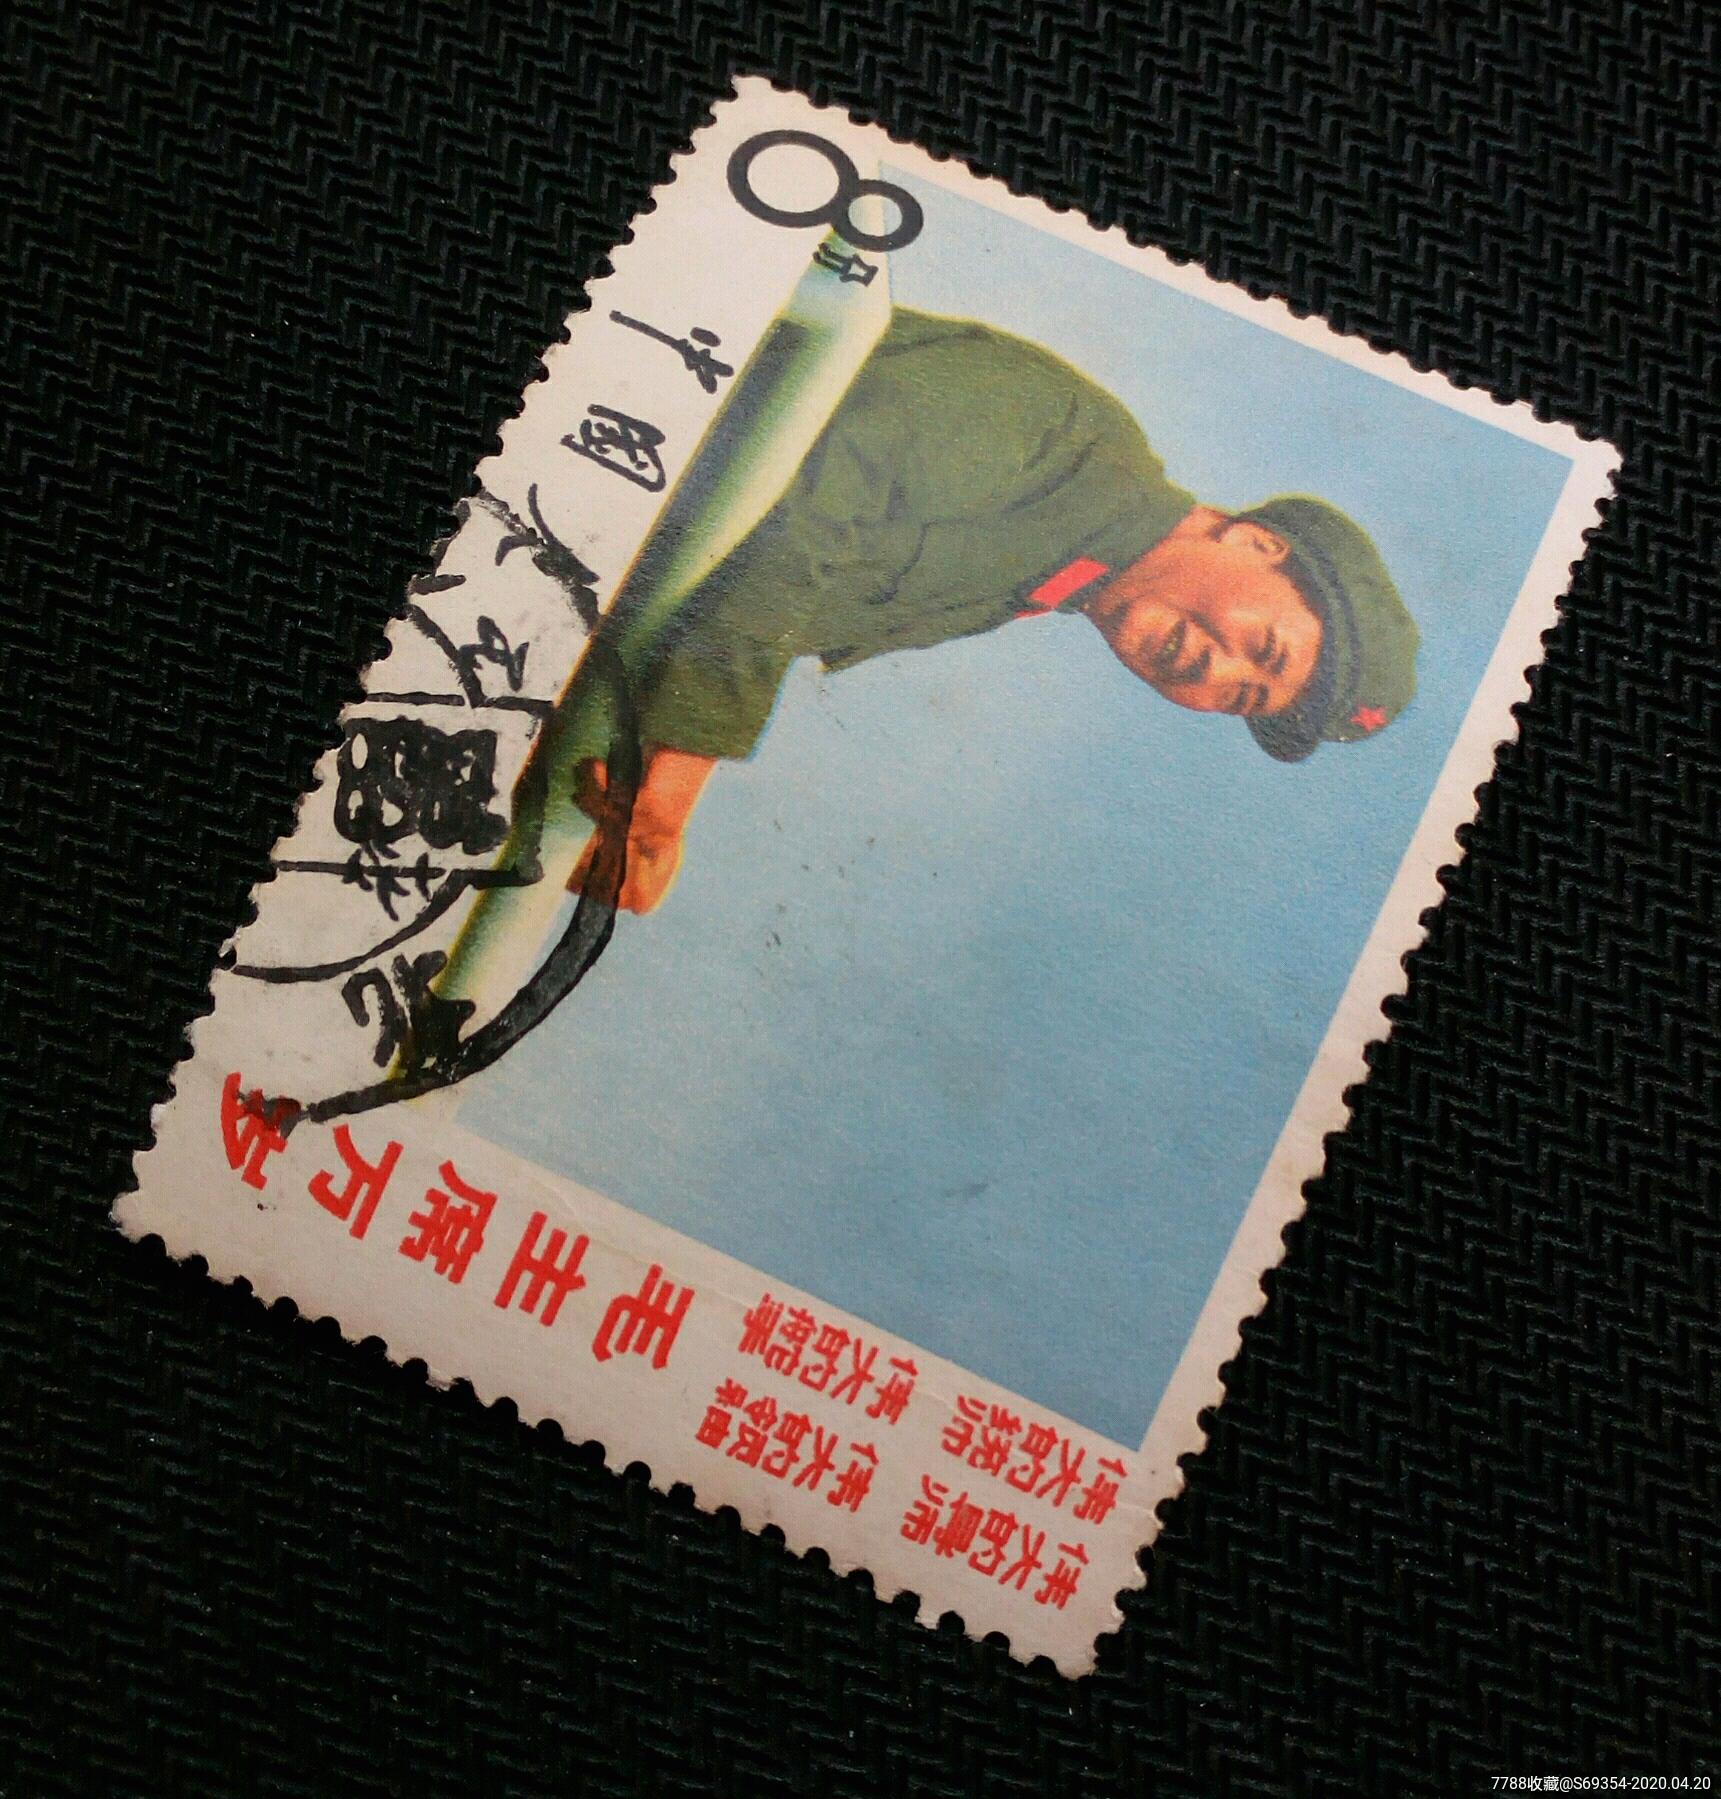 伟大的导师
伟大的领袖
伟大的统帅
伟大的舵手
毛主席万岁
8分
中国人民邮政
7788收藏@S69354-2020.04.20